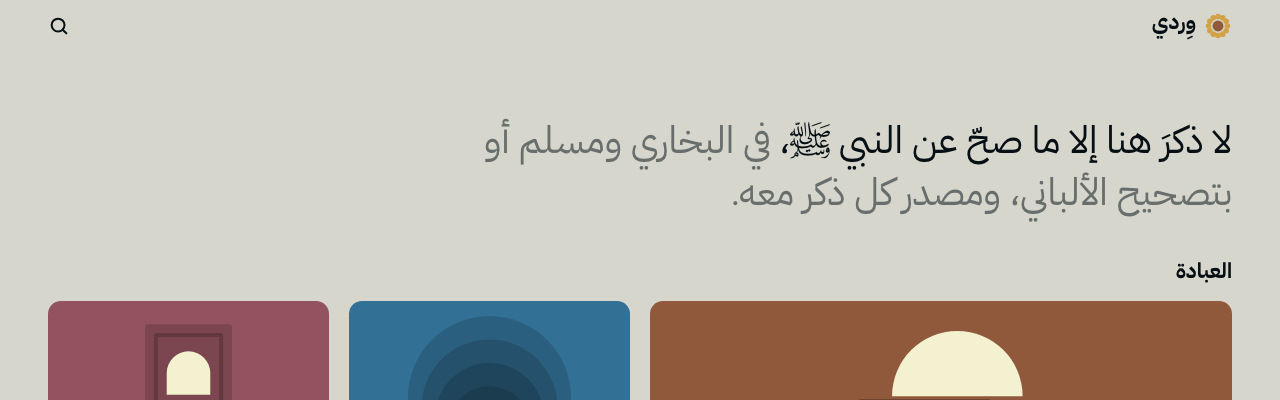 وِردي
لا ذكرَ هنا إلا ما صحّ عن النبي ﷺ، في البخاري ومسلم أو
بتصحيح الألباني، ومصدر كل ذكر معه.
العبادة